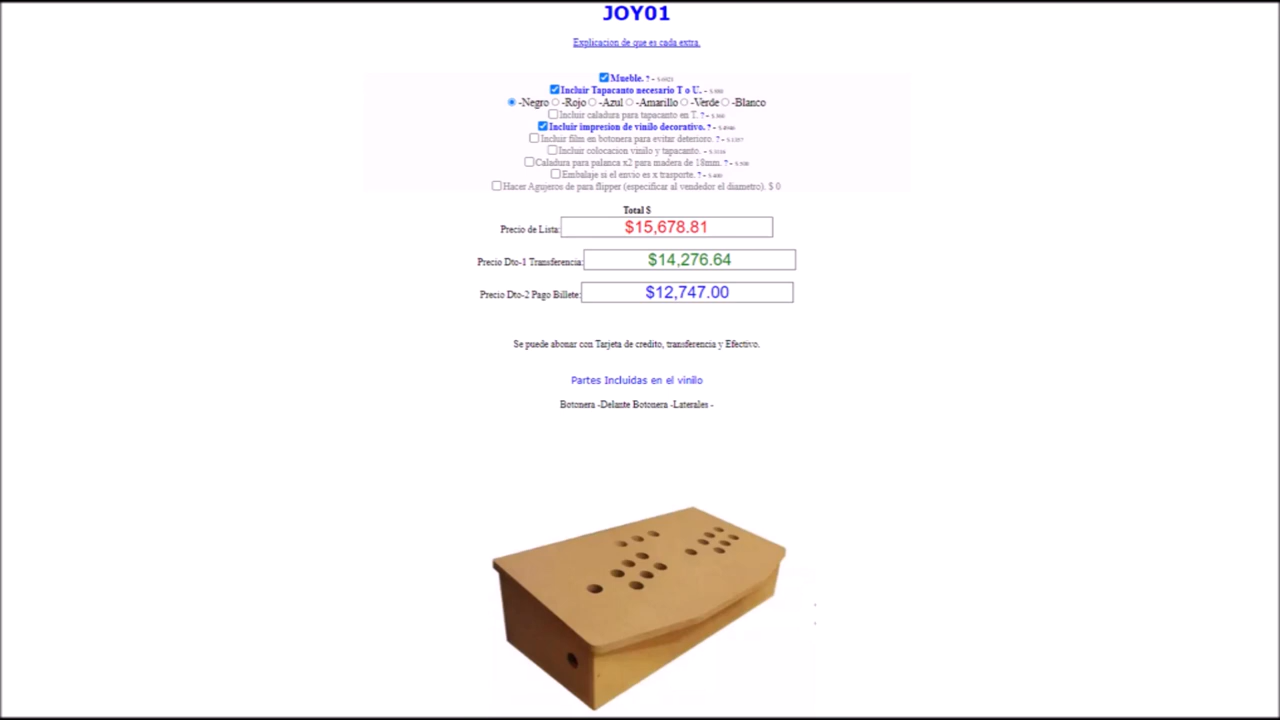 JOY01
Explicacion de que es cada extra.
Mueble. ? -
Incluir Tapacanto necesario T o U. -
-Negro -Rojo -Azul -Amarillo -Verde -Blanco
Incluir caladura para tapacanto en T. ? -
Incluir impresion de vinilo decorativo. ? -
Incluir film en botonera para evitar deterioro. ? -
Incluir colocacion vinilo y tapacanto. -
Caladura para palanca x2 para madera de 18mm. ? -
Embalaje si el envio es x trasporte. ? -
Hacer Agujeros de para flipper (especificar al vendedor el diametro). $ 0
Total $
Precio de Lista: $15,678.81
Precio Dto-1 Transferencia: $14,276.64
Precio Dto-2 Pago Billete: $12,747.00
Se puede abonar con Tarjeta de credito, transferencia y Efectivo.
Partes Incluidas en el vinilo
Botonera -Delante Botonera -Laterales -